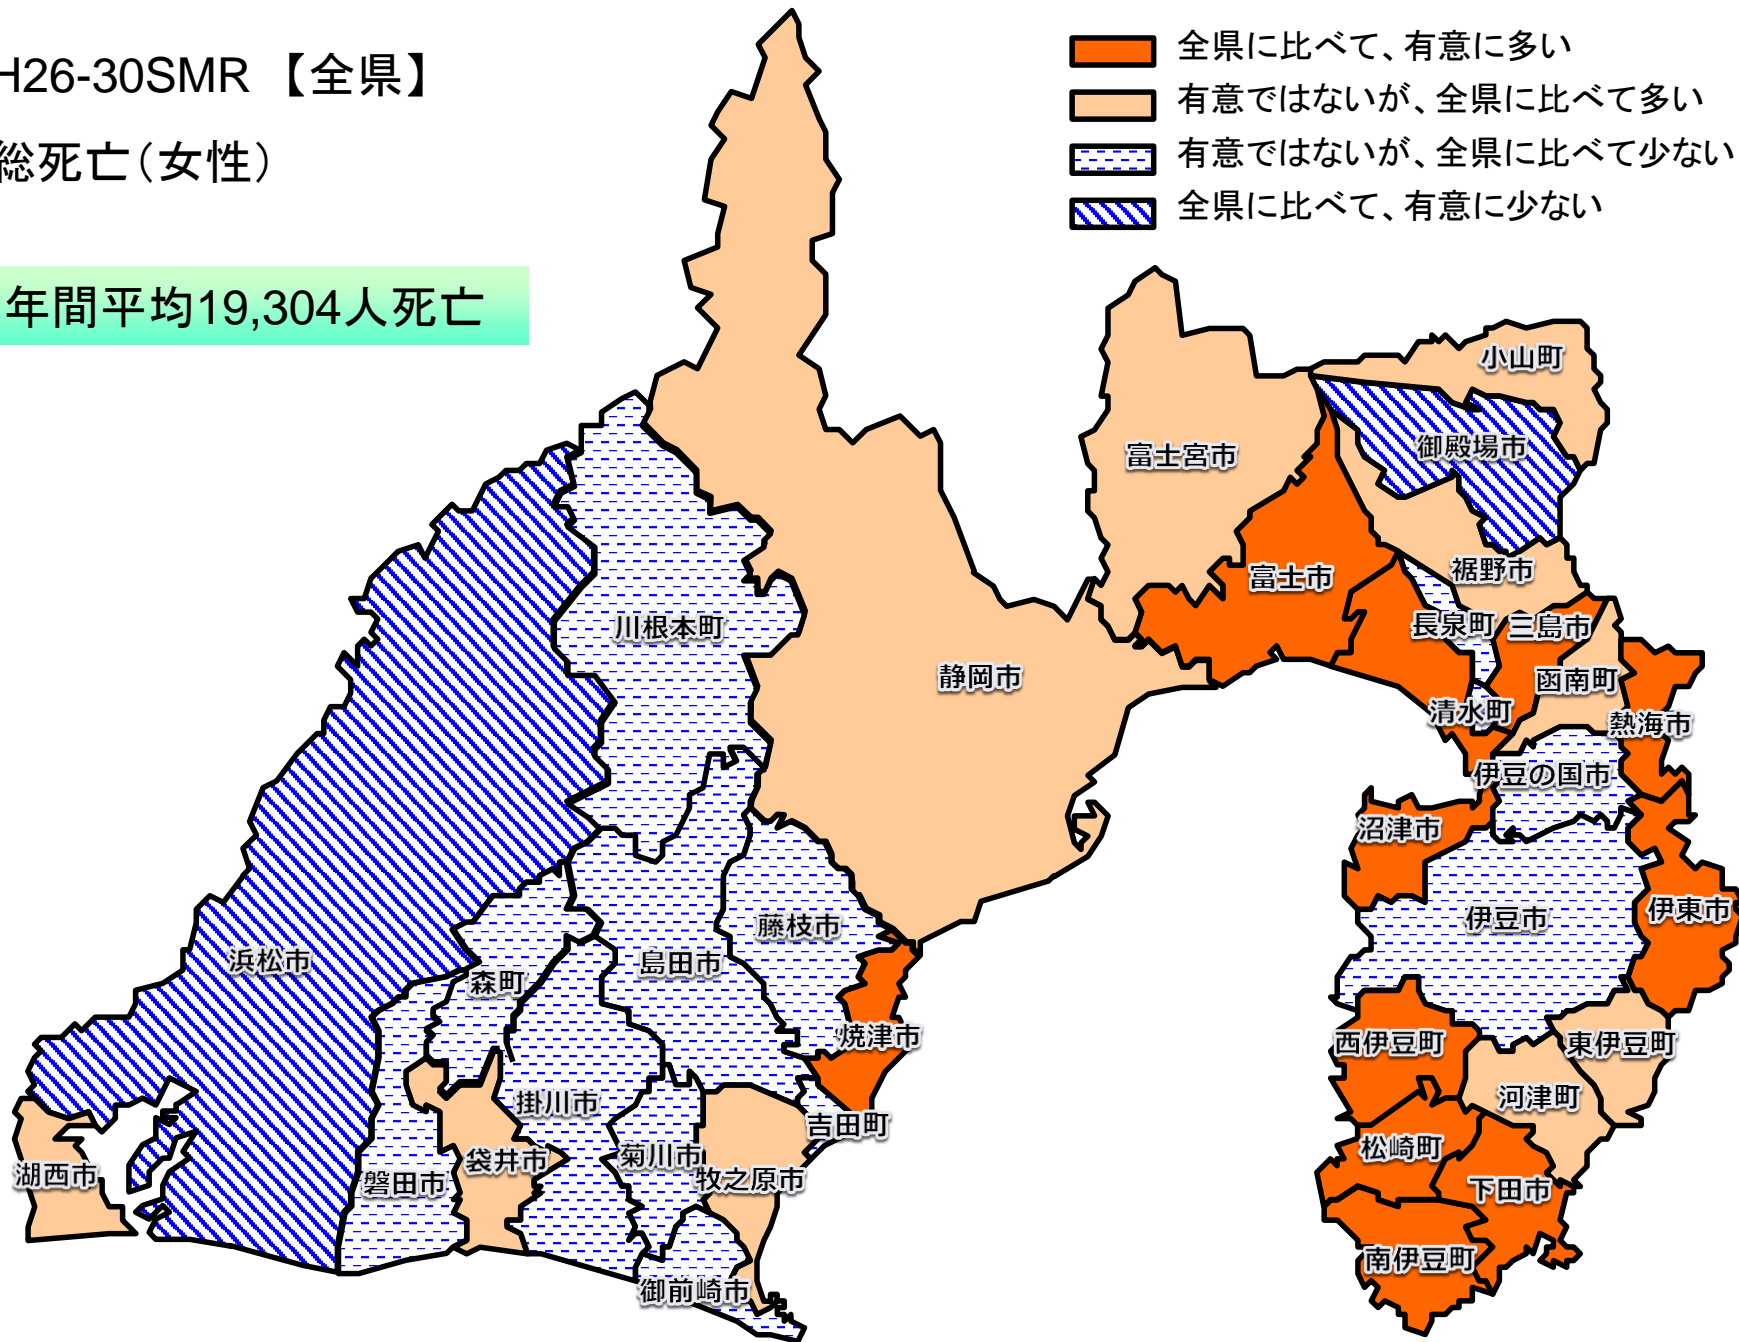 H26-30SMR 【全県】
総死亡（女性）
年間平均19,304人死亡
全県に比べて、有意に多い
有意ではないが、全県に比べて多い
有意ではないが、全県に比べて少ない
全県に比べて、有意に少ない
小山町
御殿場市
富士宮市
裾野市
富士市
長泉町
三島市
川根本町
静岡市
函南町
清水町
熱海市
伊豆の国市
沼津市
伊東市
伊豆市
藤枝市
島田市
浜松市
森町
焼津市
西伊豆町
東伊豆町
河津町
掛川市
吉田町
松崎町
菊川市
袋井市
湖西市
磐田市
牧之原市
下田市
南伊豆町
御前崎市